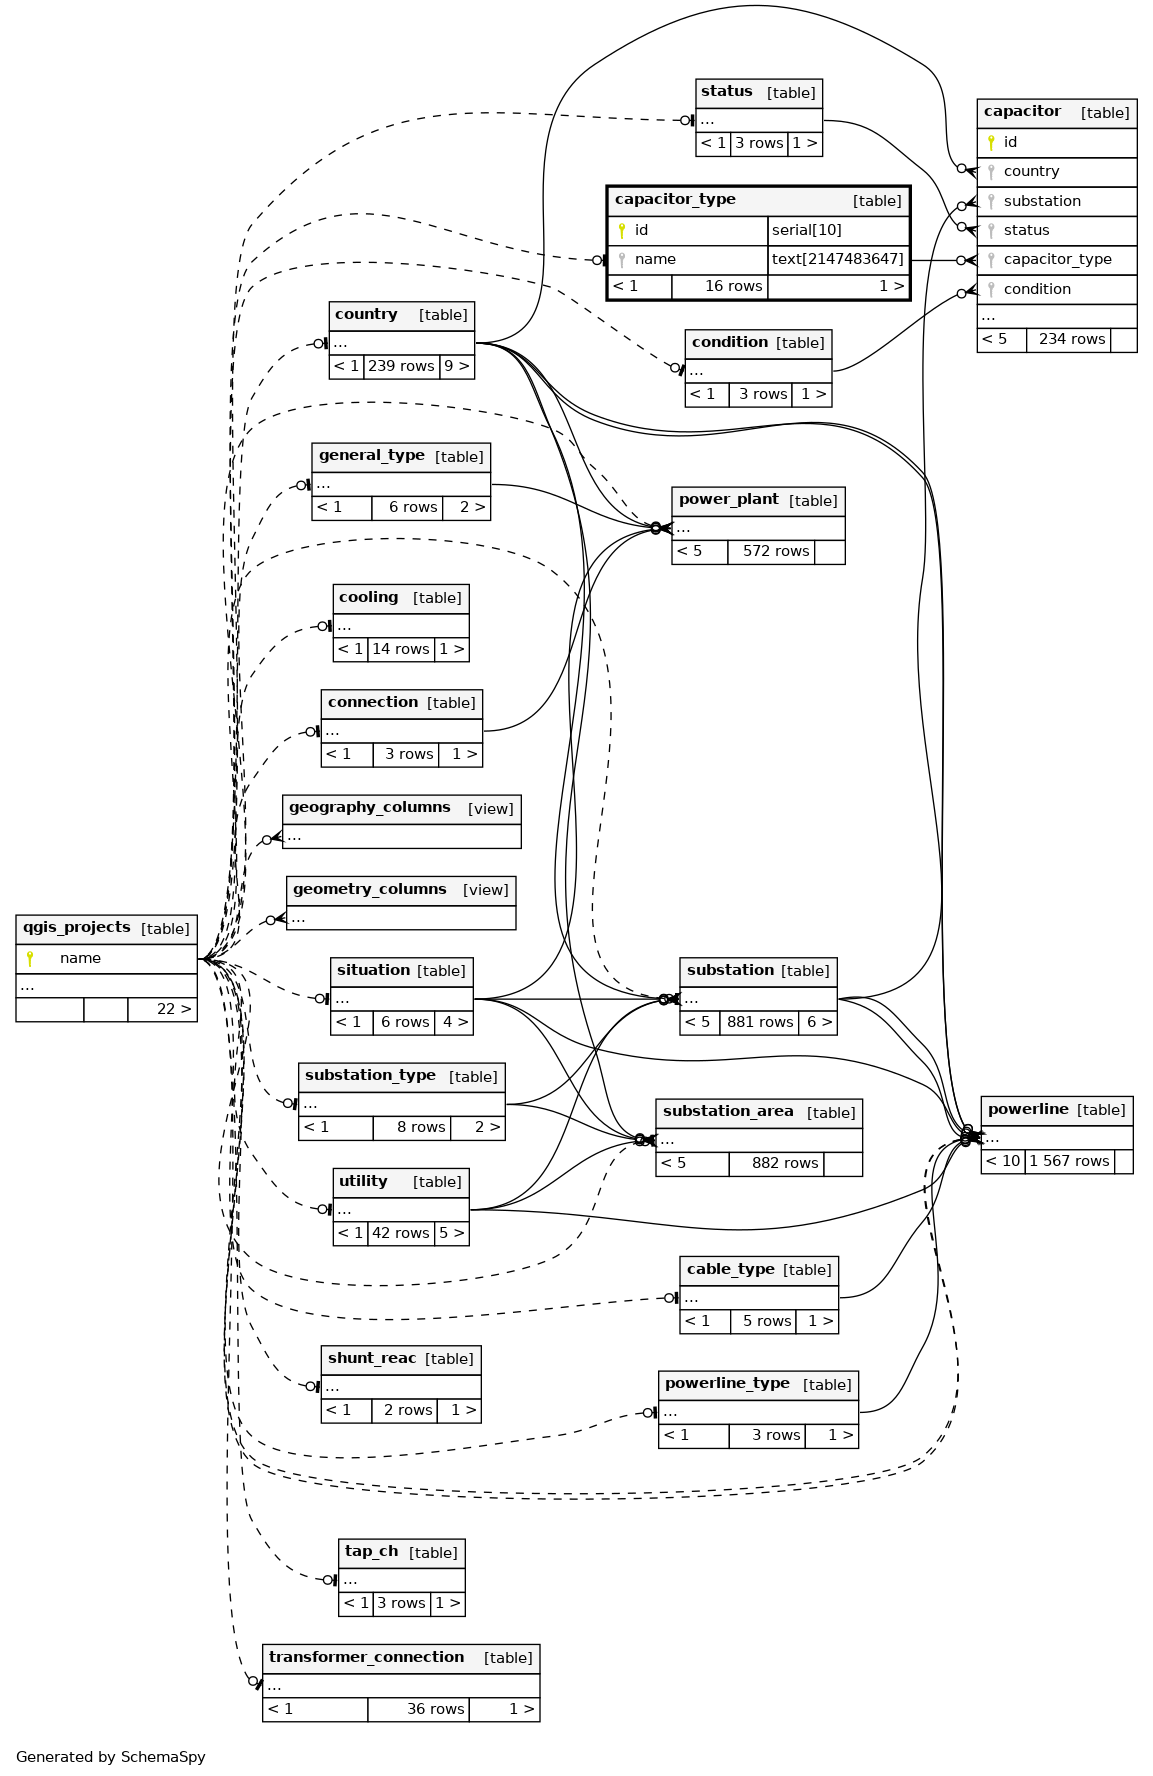 status [table]
...
< 1 3 rows 1 >
capacitor [table]
id
country
substation
status
capacitor_type
condition
...
< 5 234 rows
capacitor_type [table]
id serial[10]
name text[2147483647]
< 1 16 rows 1 >
country [table]
...
< 1 239 rows 9 >
condition [table]
...
< 1 3 rows 1 >
general_type [table]
...
< 1 6 rows 2 >
power_plant [table]
...
< 5 572 rows
cooling [table]
...
< 1 14 rows 1 >
connection [table]
...
< 1 3 rows 1 >
geography_columns [view]
...
geometry_columns [view]
...
qgis_projects [table]
name
...
22 >
situation [table]
...
< 1 6 rows 4 >
substation [table]
...
< 5 881 rows 6 >
substation_type [table]
...
< 1 8 rows 2 >
substation_area [table]
...
< 5 882 rows
powerline [table]
...
< 10 1 567 rows
utility [table]
...
< 1 42 rows 5 >
cable_type [table]
...
< 1 5 rows 1 >
shunt_reac [table]
...
< 1 2 rows 1 >
powerline_type [table]
...
< 1 3 rows 1 >
tap_ch [table]
...
< 1 3 rows 1 >
transformer_connection [table]
...
< 1 36 rows 1 >
Generated by SchemaSpy